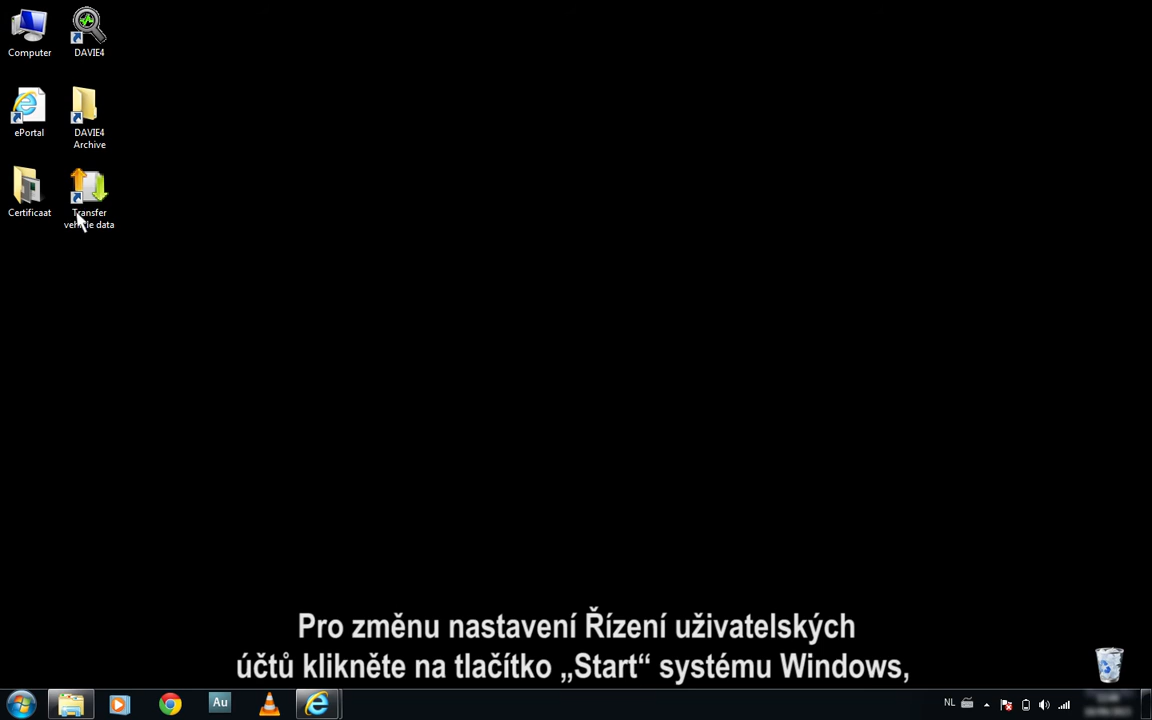 Computer
DAVIE4
ePortal
DAVIE4
Archive
Certificaat
Transfer
vehicle data
Pro změnu nastavení Řízení uživatelských
účtů klikněte na tlačítko „Start“ systému Windows,
Au
NL